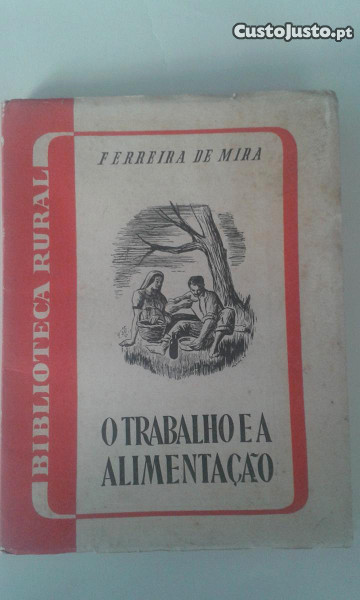 CustoJusto.pt
FERREIRA DE MIRA
BIBLIOTECA RURAL
O TRABALHO E A
ALIMENTAÇÃO